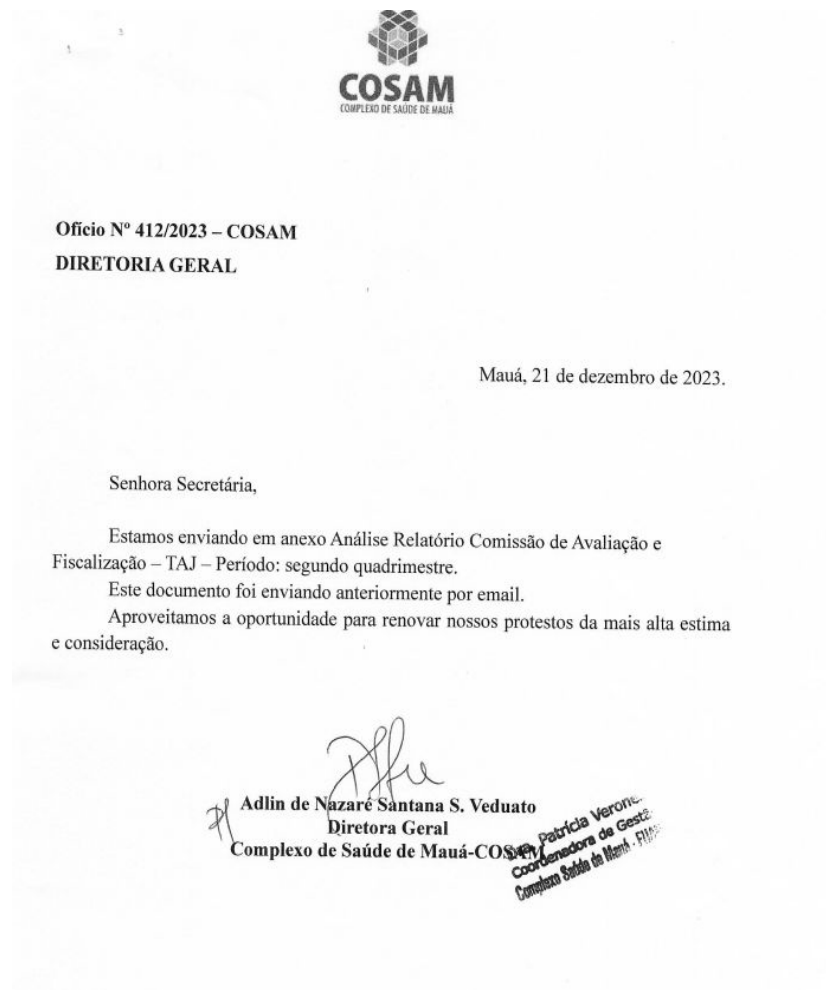 COSAM
COMPLEXO DE SAÚDE DE MAUÁ
Ofício Nº 412/2023 – COSAM
DIRETORIA GERAL
Mauá, 21 de dezembro de 2023.
Senhora Secretária,
Estamos enviando em anexo Análise Relatório Comissão de Avaliação e
Fiscalização – TAJ – Período: segundo quadrimestre.
Este documento foi enviando anteriormente por email.
Aproveitamos a oportunidade para renovar nossos protestos da mais alta estima
e consideração.
Adlin de Nazaré Santana S. Veduato
Diretora Geral
Complexo de Saúde de Mauá-COSAM
Patrícia
Coordenadora de
Complexo Saúde de Mauá -